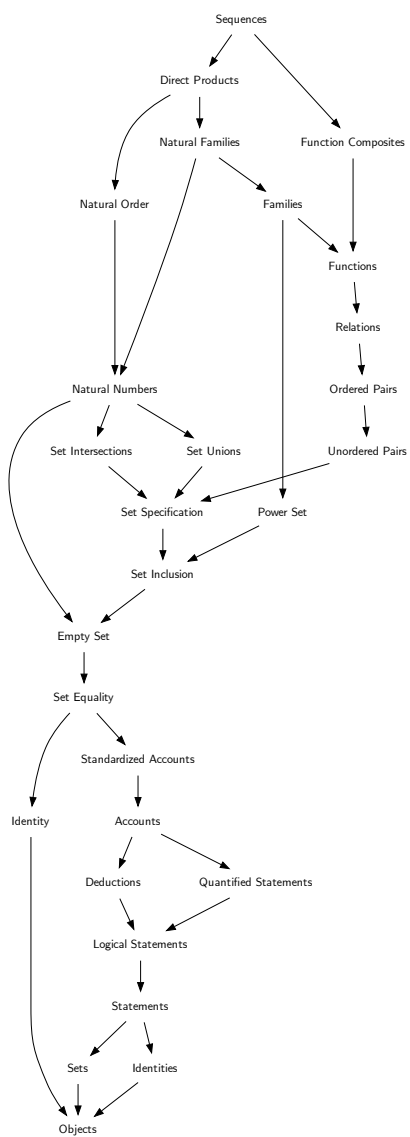 Sequences
Direct Products
Natural Families
Function Composites
Natural Order
Families
Functions
Relations
Natural Numbers
Ordered Pairs
Set Intersections
Set Unions
Unordered Pairs
Set Specification
Power Set
Set Inclusion
Empty Set
Set Equality
Standardized Accounts
Identity
Accounts
Deductions
Quantified Statements
Logical Statements
Statements
Sets
Identities
Objects